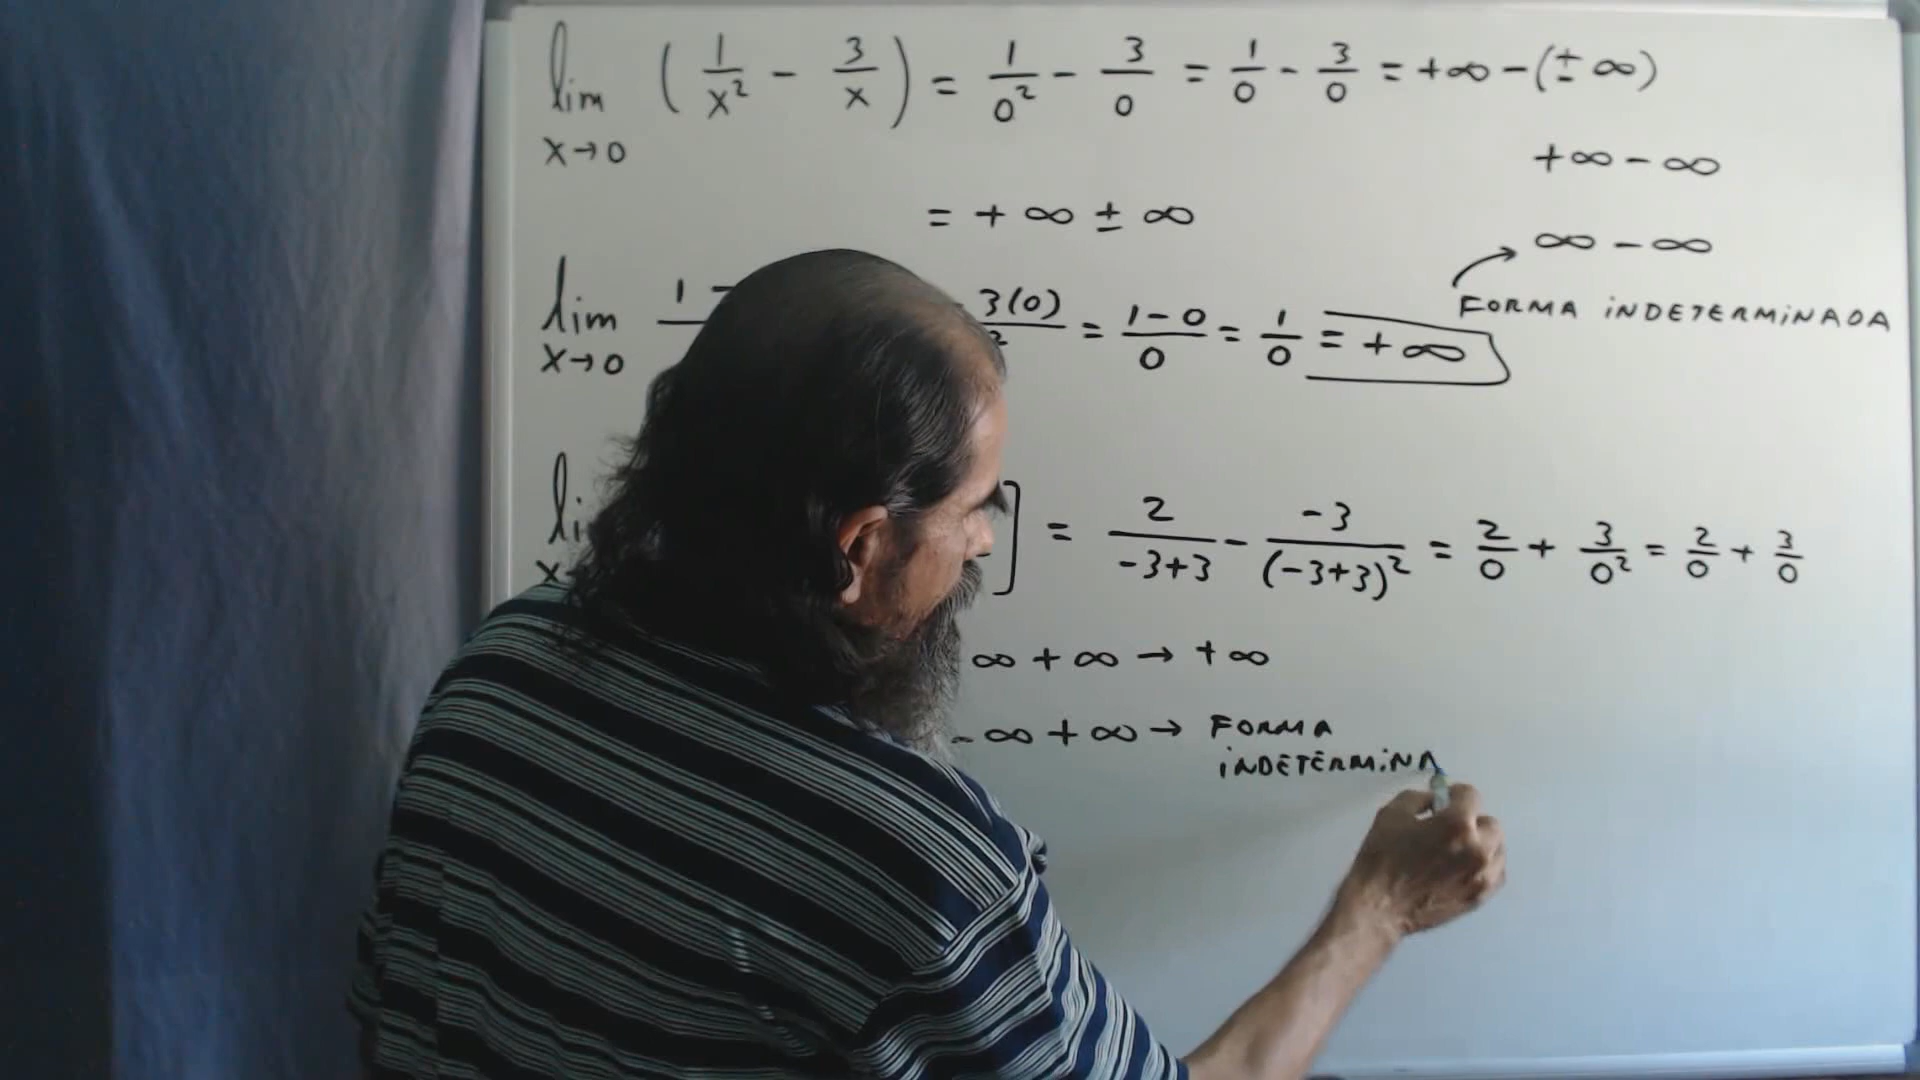 lim (1/x² - 3/x) = 1/0² - 3/0 = 1/0 - 3/0 = +∞ - (± ∞)
x→0
+∞ - ∞
= + ∞ ± ∞
∞ - ∞
FORMA INDETERMINADA
lim 1 - 3(0) = 1-0/0 = 1/0 = +∞
x→0
] = 2/-3+3 - -3/(-3+3)² = 2/0 + 3/0² = 2/0 + 3/0
∞ + ∞ → +∞
-∞ + ∞ → FORMA
INDETERMINA